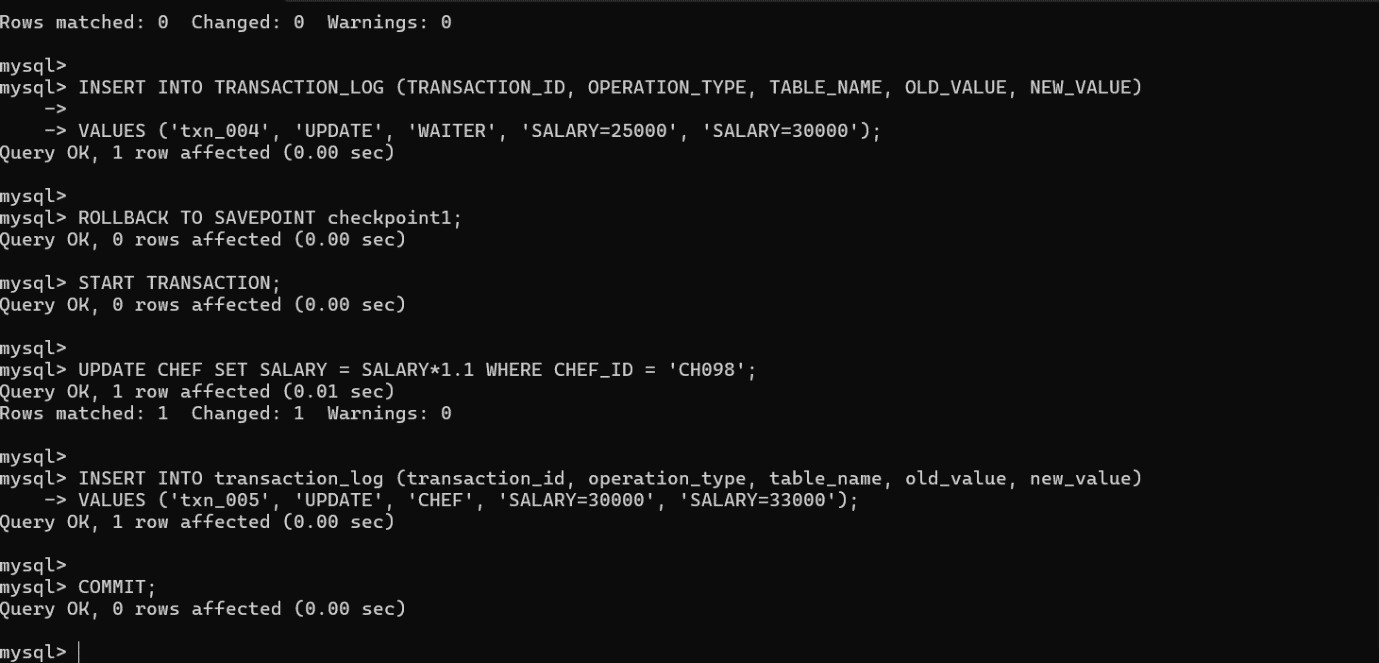 Rows matched: 0  Changed: 0  Warnings: 0
mysql>
mysql> INSERT INTO TRANSACTION_LOG (TRANSACTION_ID, OPERATION_TYPE, TABLE_NAME, OLD_VALUE, NEW_VALUE)
    ->
    -> VALUES ('txn_004', 'UPDATE', 'WAITER', 'SALARY=25000', 'SALARY=30000');
Query OK, 1 row affected (0.00 sec)
mysql>
mysql> ROLLBACK TO SAVEPOINT checkpoint1;
Query OK, 0 rows affected (0.00 sec)
mysql> START TRANSACTION;
Query OK, 0 rows affected (0.00 sec)
mysql>
mysql> UPDATE CHEF SET SALARY = SALARY*1.1 WHERE CHEF_ID = 'CH098';
Query OK, 1 row affected (0.01 sec)
Rows matched: 1  Changed: 1  Warnings: 0
mysql>
mysql> INSERT INTO transaction_log (transaction_id, operation_type, table_name, old_value, new_value)
    -> VALUES ('txn_005', 'UPDATE', 'CHEF', 'SALARY=30000', 'SALARY=33000');
Query OK, 1 row affected (0.00 sec)
mysql>
mysql> COMMIT;
Query OK, 0 rows affected (0.00 sec)
mysql>